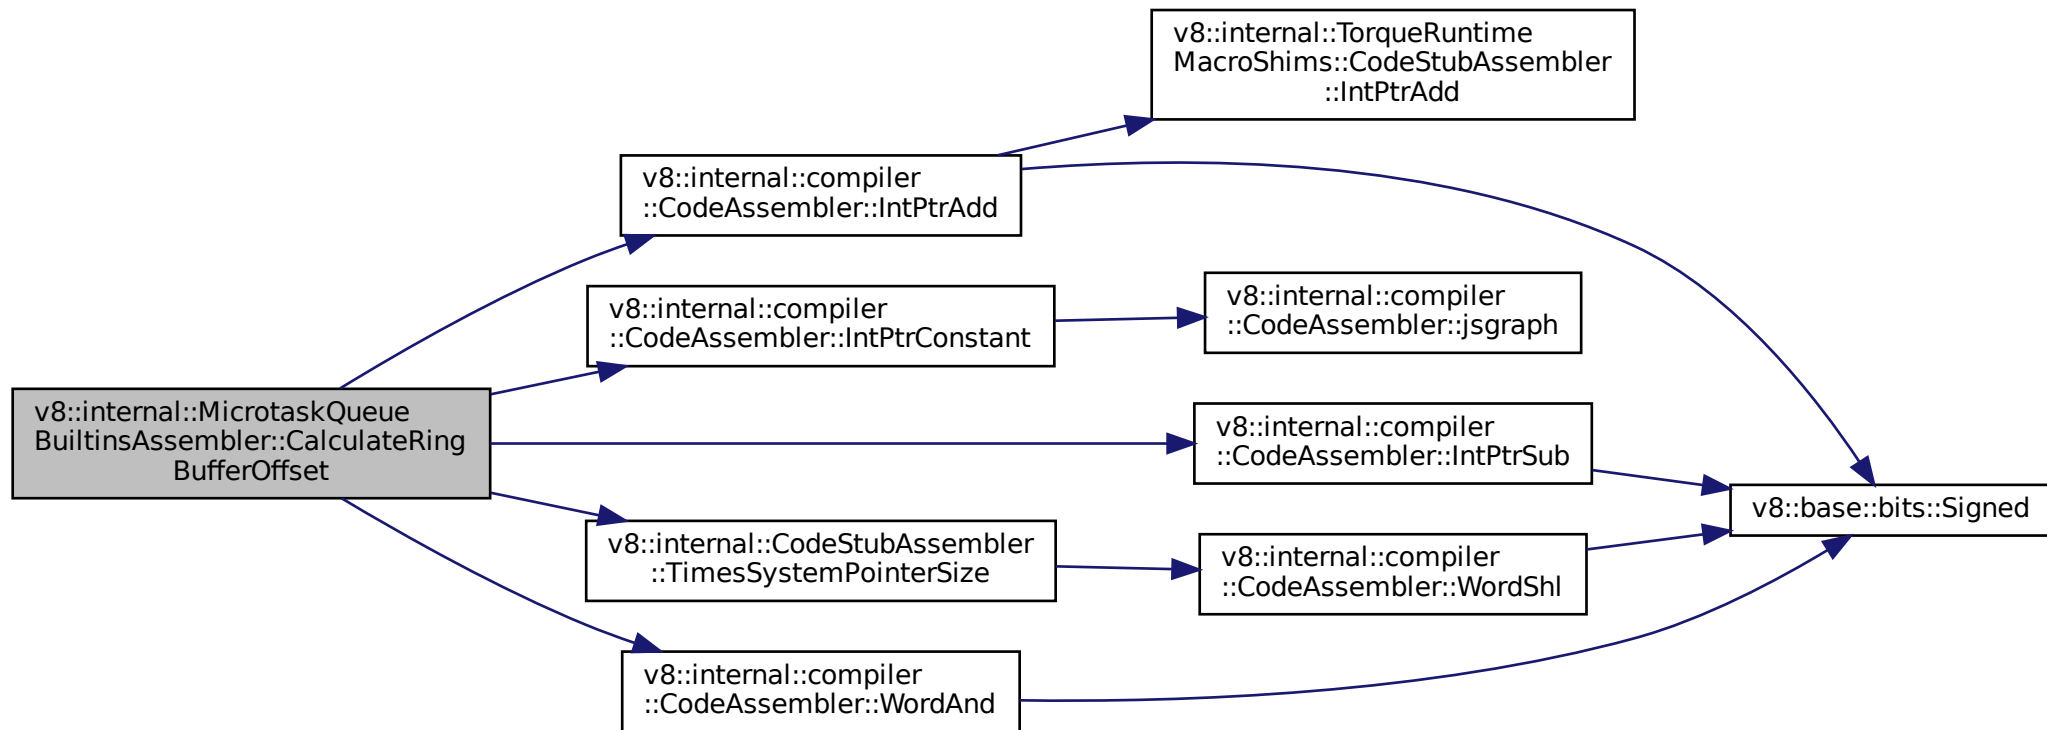 v8::internal::TorqueRuntime
MacroShims::CodeStubAssembler
::IntPtrAdd
v8::internal::compiler
::CodeAssembler::IntPtrAdd
v8::internal::compiler
::CodeAssembler::IntPtrConstant
v8::internal::compiler
::CodeAssembler::jsgraph
v8::internal::MicrotaskQueue
BuiltinsAssembler::CalculateRing
BufferOffset
v8::internal::compiler
::CodeAssembler::IntPtrSub
v8::base::bits::Signed
v8::internal::CodeStubAssembler
::TimesSystemPointerSize
v8::internal::compiler
::CodeAssembler::WordShl
v8::internal::compiler
::CodeAssembler::WordAnd